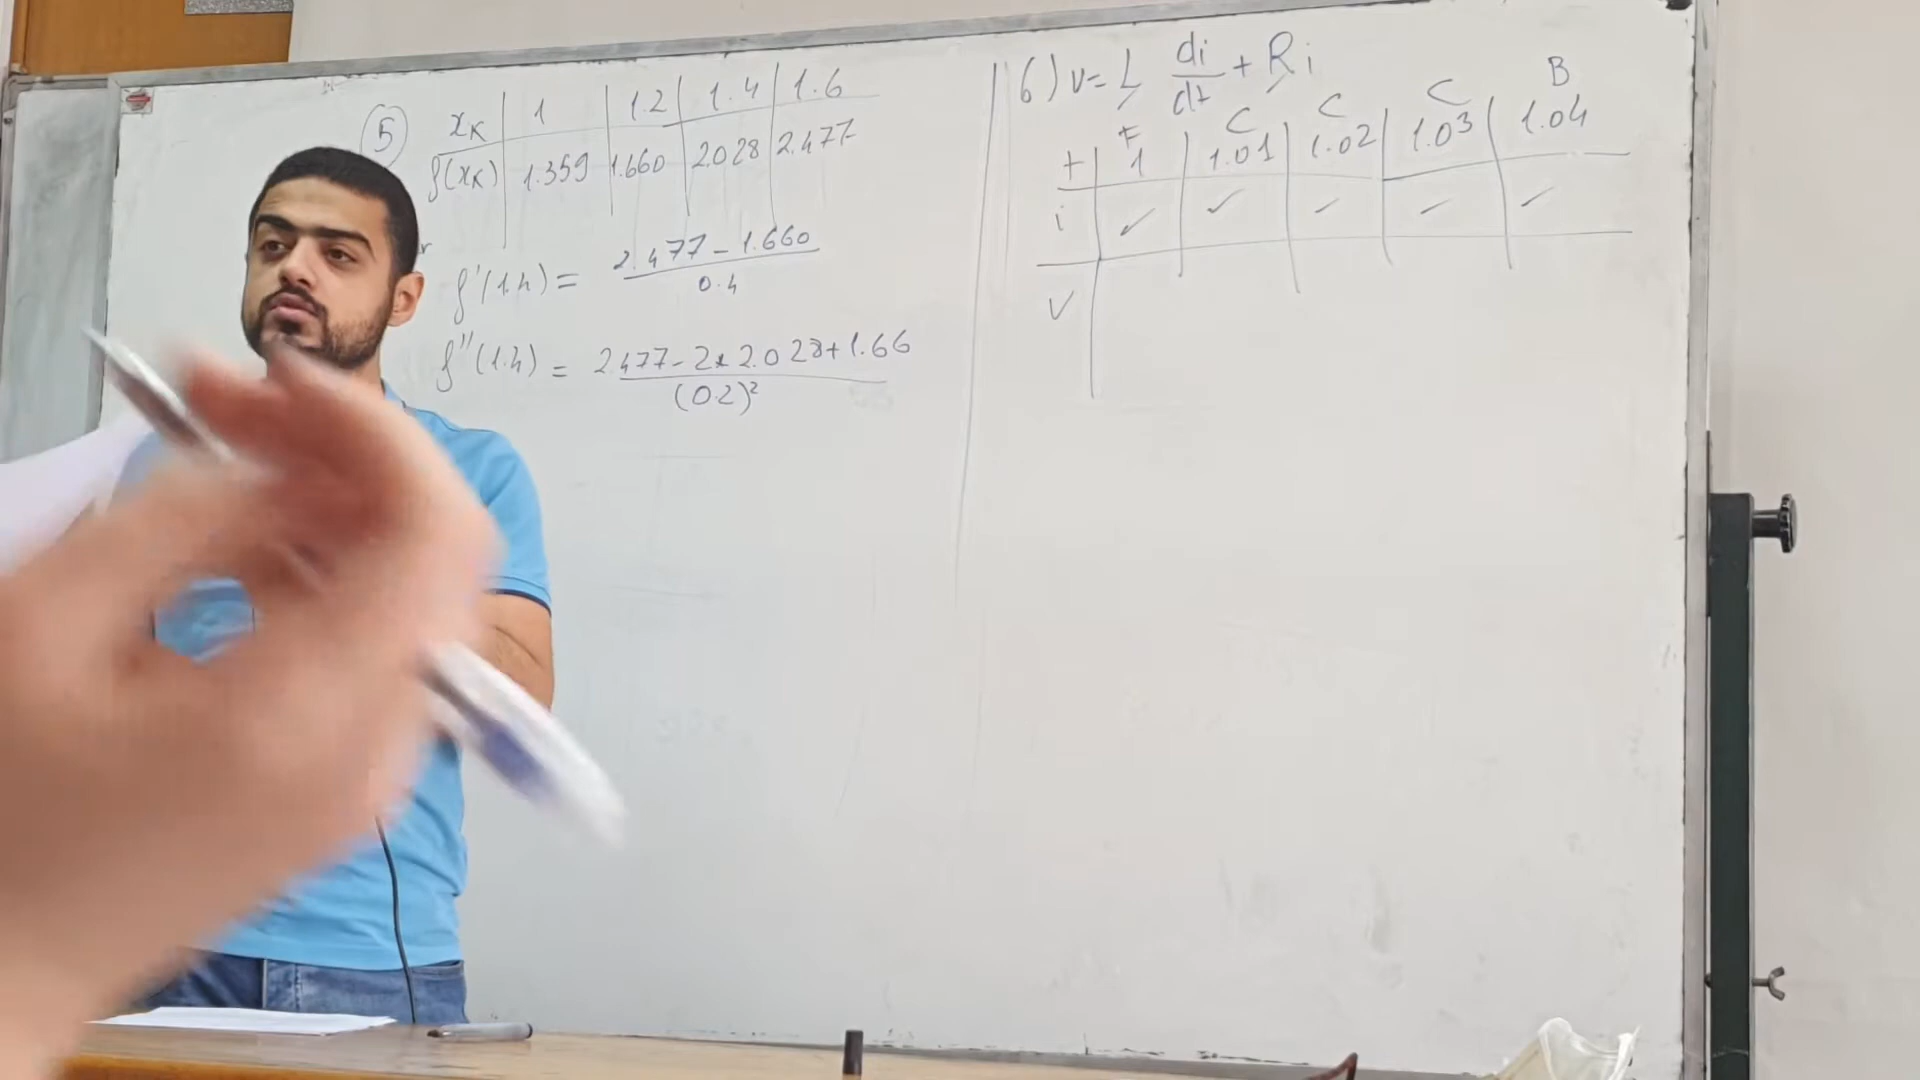 5
xK | 1 | 1.2 | 1.4 | 1.6
f(xK) | 1.359 | 1.660 | 2.028 | 2.477
f'(1.4) = (2.477 - 1.660) / 0.4
f''(1.4) = (2.477 - 2 * 2.028 + 1.66) / (0.2)²
6) v = L di/dt + Ri
F C C C B
t | 1 | 1.01 | 1.02 | 1.03 | 1.04
i | ✓ | ✓ | ✓ | ✓ | ✓
v